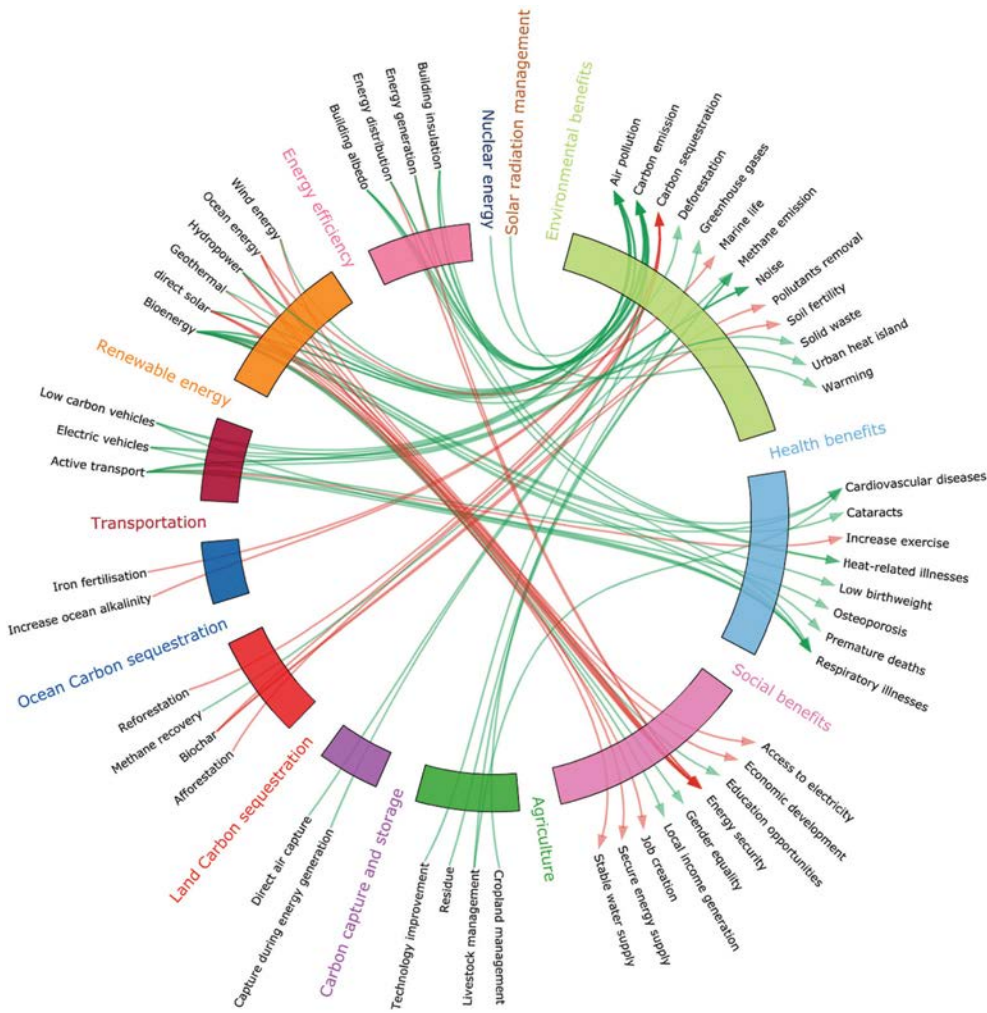 Solar radiation management
Nuclear energy
Building insulation
Energy generation
Energy distribution
Building albedo
Energy efficiency
Wind energy
Ocean energy
Hydropower
Geothermal
direct solar
Bioenergy
Renewable energy
Low carbon vehicles
Electric vehicles
Active transport
Transportation
Iron fertilisation
Increase ocean alkalinity
Ocean Carbon sequestration
Reforestation
Methane recovery
Biochar
Afforestation
Land Carbon sequestration
Direct air capture
Capture during energy generation
Carbon capture and storage
Technology improvement
Residue
Livestock management
Cropland management
Agriculture
Environmental benefits
Air pollution
Carbon emission
Carbon sequestration
Deforestation
Greenhouse gases
Marine life
Methane emission
Noise
Pollutants removal
Soil fertility
Solid waste
Urban heat island
Warming
Health benefits
Cardiovascular diseases
Cataracts
Increase exercise
Heat-related illnesses
Low birthweight
Osteoporosis
Premature deaths
Respiratory illnesses
Social benefits
Access to electricity
Economic development
Education opportunities
Energy security
Gender equality
Local income generation
Job creation
Secure energy supply
Stable water supply